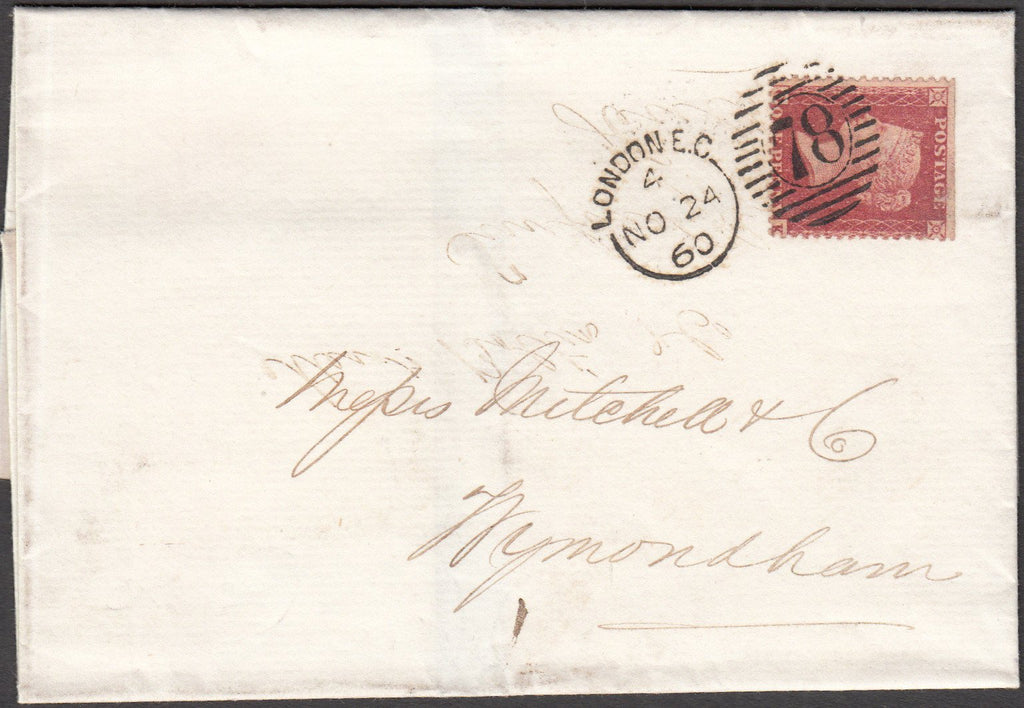 LONDON E.C.
4
NO 24
60
78
POSTAGE
Messrs Mitchell & Co
Wymondham